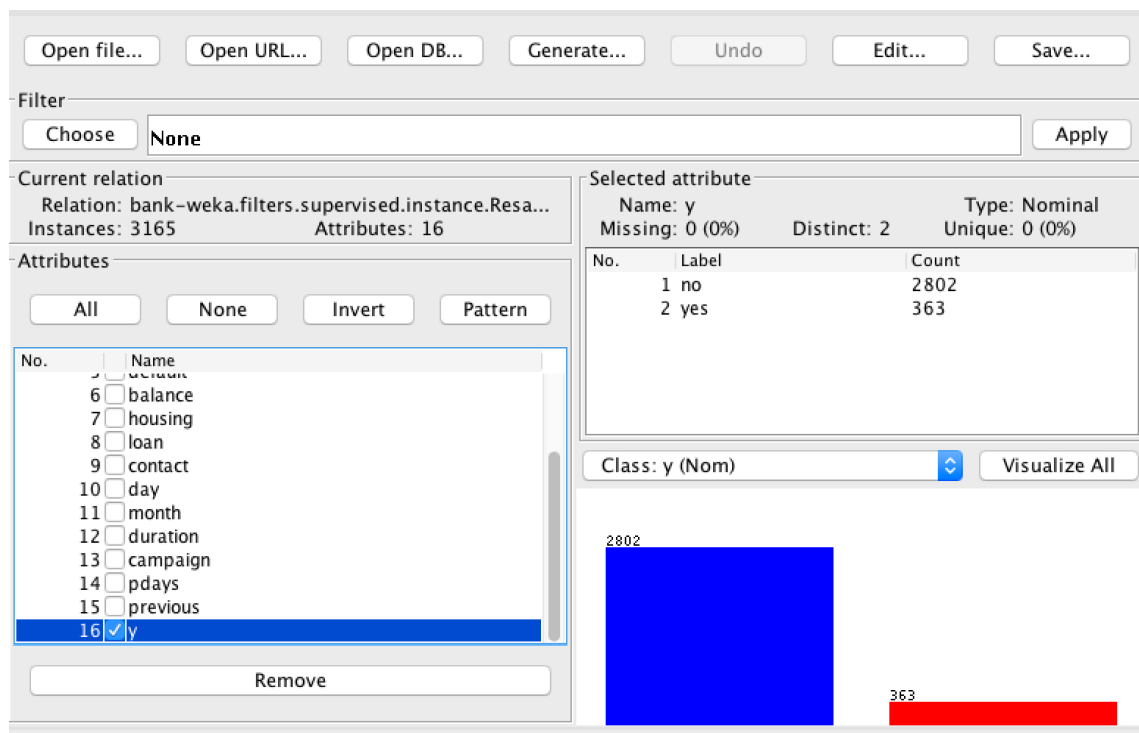 Open file... Open URL... Open DB... Generate... Undo Edit... Save...
Filter
Choose None Apply
Current relation
Relation: bank-weka.filters.supervised.instance.Resa...
Instances: 3165 Attributes: 16
Attributes
All None Invert Pattern
No. Name
5 default
6 balance
7 housing
8 loan
9 contact
10 day
11 month
12 duration
13 campaign
14 pdays
15 previous
16 y
Remove
Selected attribute
Name: y Type: Nominal
Missing: 0 (0%) Distinct: 2 Unique: 0 (0%)
No. Label Count
1 no 2802
2 yes 363
Class: y (Nom) Visualize All
2802
363